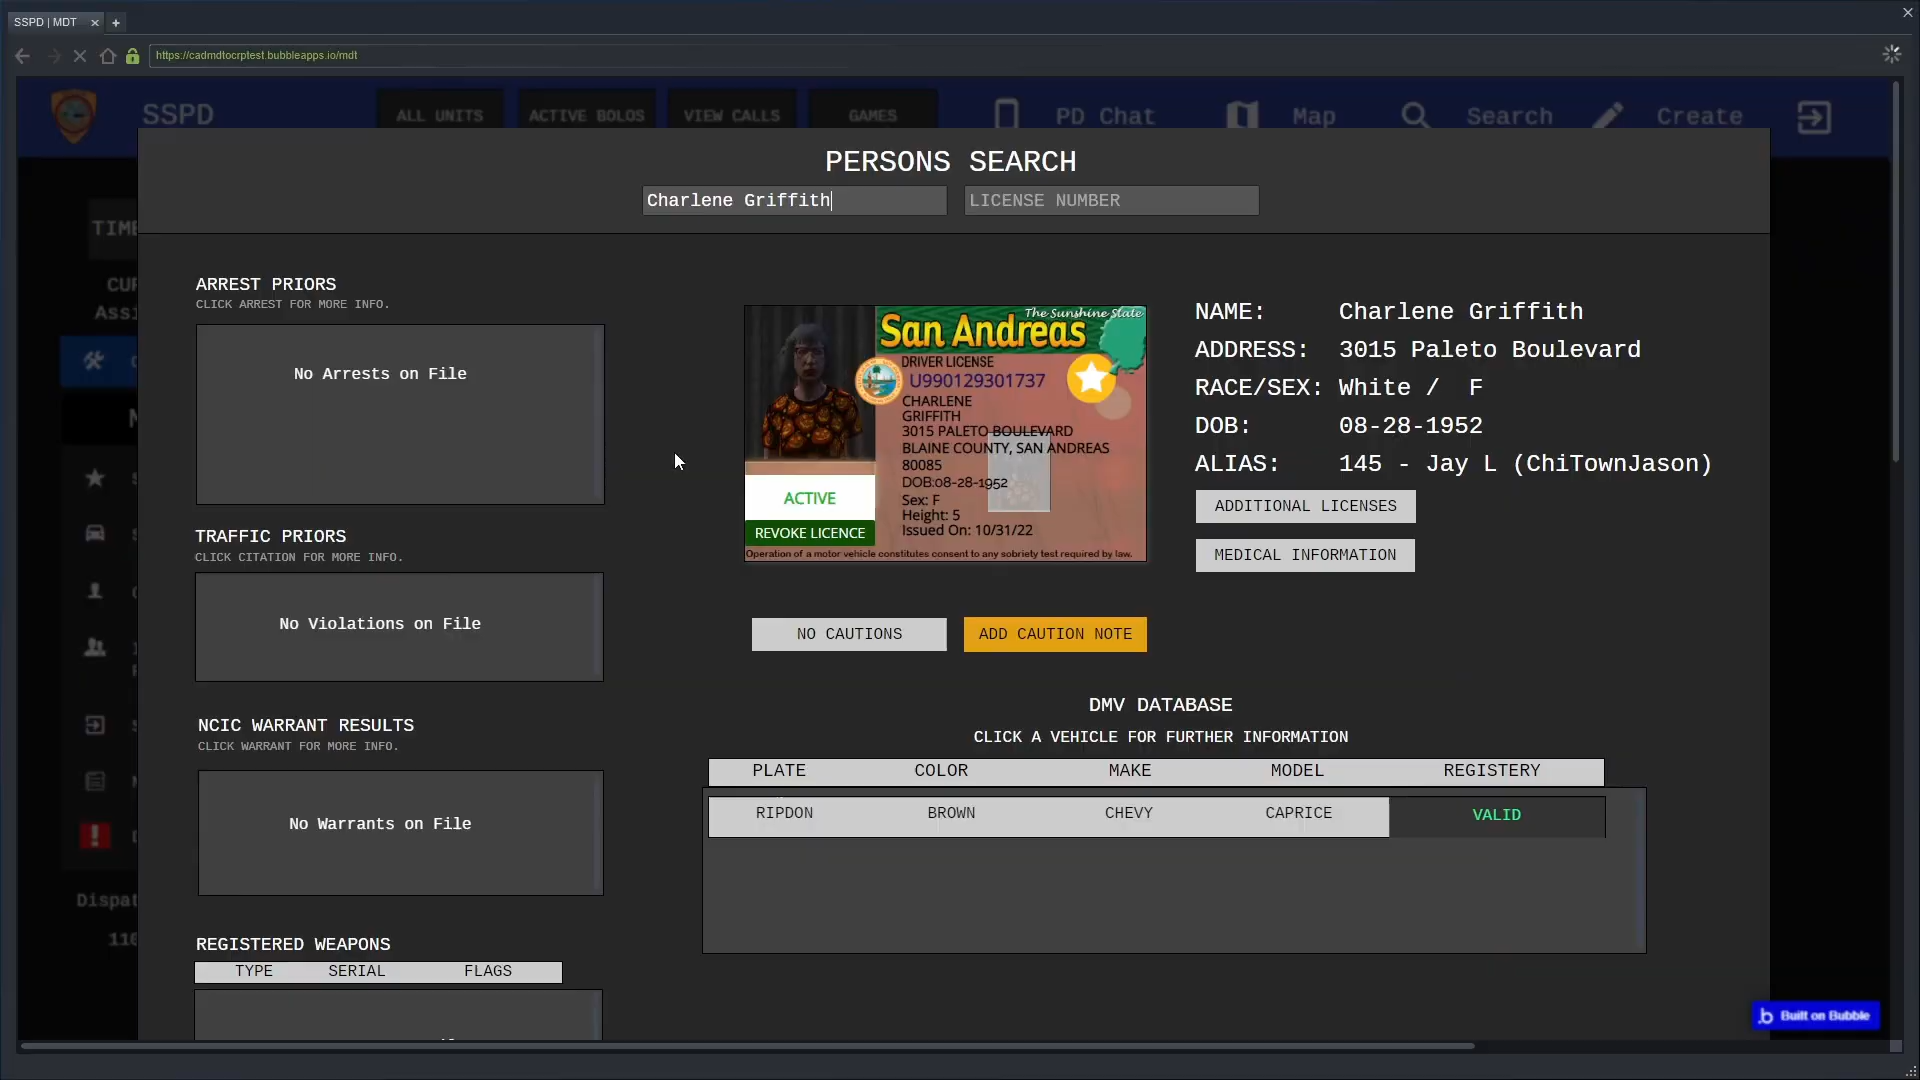 SSPD | MDT
https://cadmdtocrptest.bubbleapps.io/mdt
SSPD
ALL UNITS
ACTIVE BOLOS
VIEW CALLS
GAMES
PD Chat
Map
Search
Create
PERSONS SEARCH
Charlene Griffith
LICENSE NUMBER
ARREST PRIORS
CLICK ARREST FOR MORE INFO.
No Arrests on File
TRAFFIC PRIORS
CLICK CITATION FOR MORE INFO.
No Violations on File
NCIC WARRANT RESULTS
CLICK WARRANT FOR MORE INFO.
No Warrants on File
REGISTERED WEAPONS
TYPE SERIAL FLAGS
The Sunshine State
San Andreas
DRIVER LICENSE
U990129301737
CHARLENE
GRIFFITH
3015 PALETO BOULEVARD
BLAINE COUNTY, SAN ANDREAS
80085
DOB:08-28-1952
Sex: F
Height: 5
Issued On: 10/31/22
ACTIVE
REVOKE LICENCE
Operation of a motor vehicle constitutes consent to any sobriety test required by law.
NAME: Charlene Griffith
ADDRESS: 3015 Paleto Boulevard
RACE/SEX: White / F
DOB: 08-28-1952
ALIAS: 145 - Jay L (ChiTownJason)
ADDITIONAL LICENSES
MEDICAL INFORMATION
NO CAUTIONS
ADD CAUTION NOTE
DMV DATABASE
CLICK A VEHICLE FOR FURTHER INFORMATION
PLATE COLOR MAKE MODEL REGISTERY
RIPDON BROWN CHEVY CAPRICE VALID
Built on Bubble